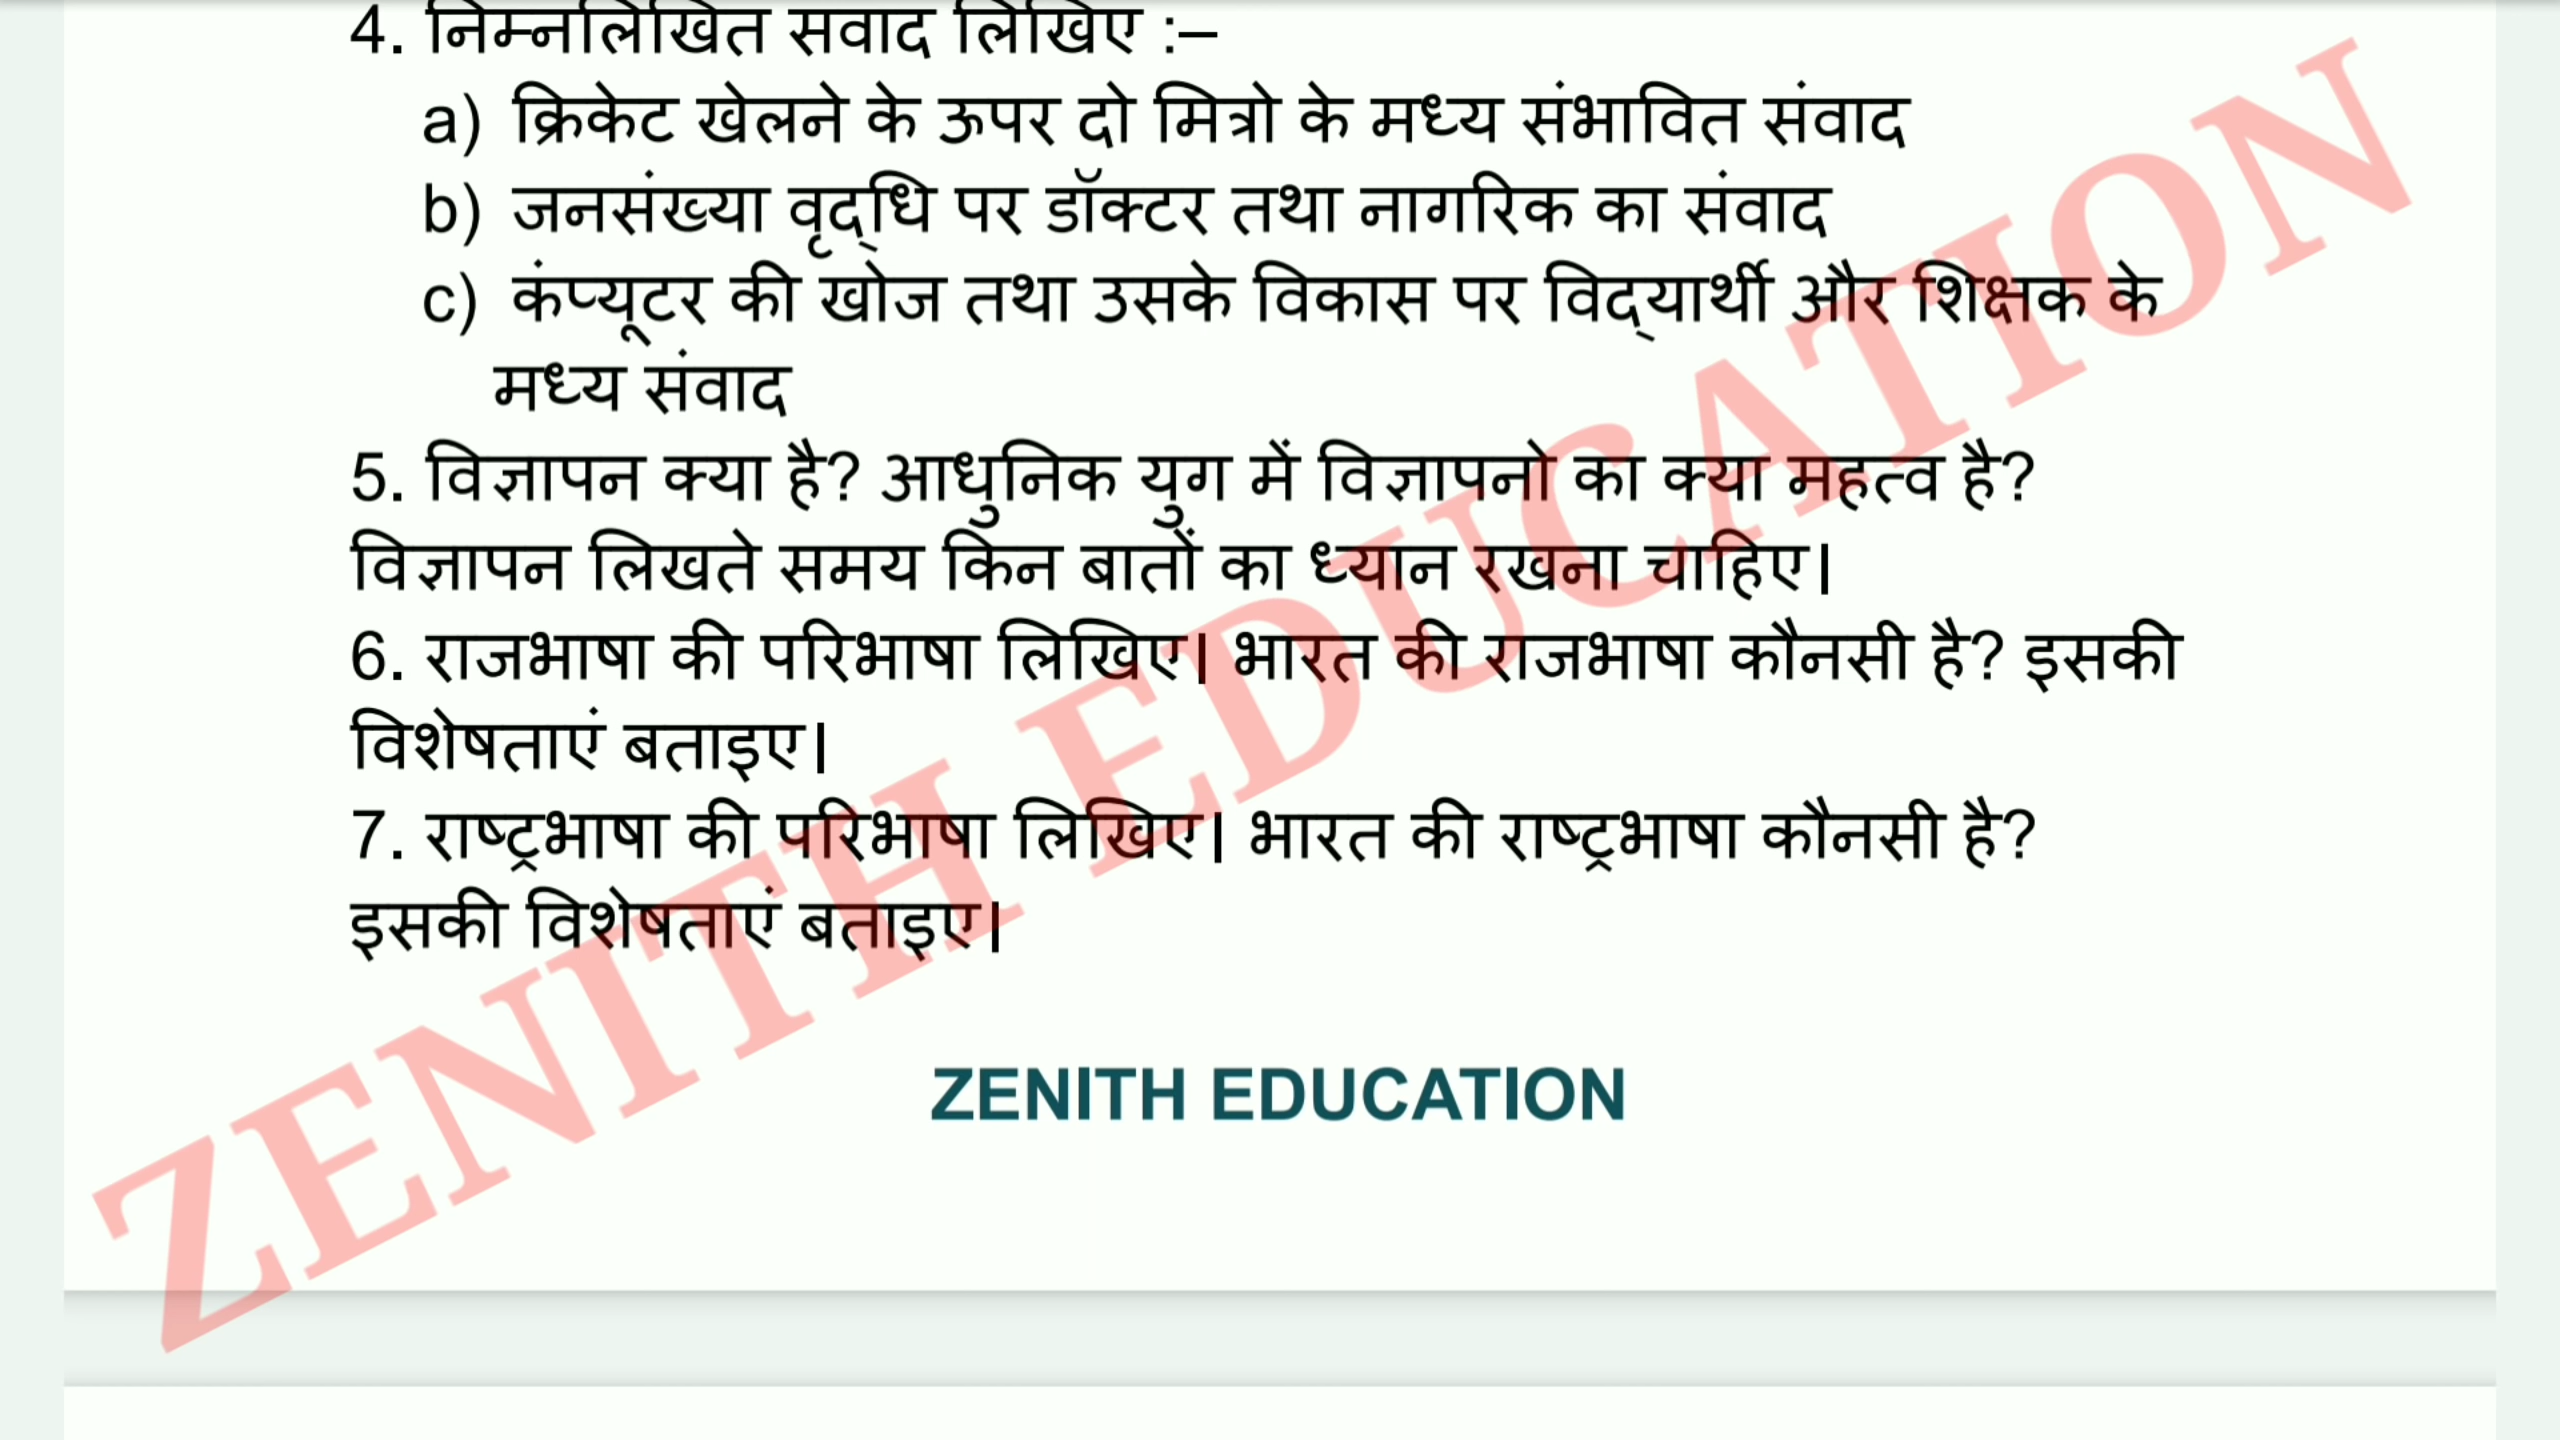 4. निम्नलिखित संवाद लिखिए :–
a) क्रिकेट खेलने के ऊपर दो मित्रो के मध्य संभावित संवाद
b) जनसंख्या वृद्‌धि पर डॉक्टर तथा नागरिक का संवाद
c) कंप्यूटर की खोज तथा उसके विकास पर विद्‌यार्थी और शिक्षक के
मध्य संवाद
5. विज्ञापन क्या है? आधुनिक युग में विज्ञापनो का क्या महत्व है?
विज्ञापन लिखते समय किन बातों का ध्यान रखना चाहिए।
6. राजभाषा की परिभाषा लिखिए। भारत की राजभाषा कौनसी है? इसकी
विशेषताएं बताइए।
7. राष्ट्रभाषा की परिभाषा लिखिए। भारत की राष्ट्रभाषा कौनसी है?
इसकी विशेषताएं बताइए।
ZENITH EDUCATION
ZENITH EDUCATION